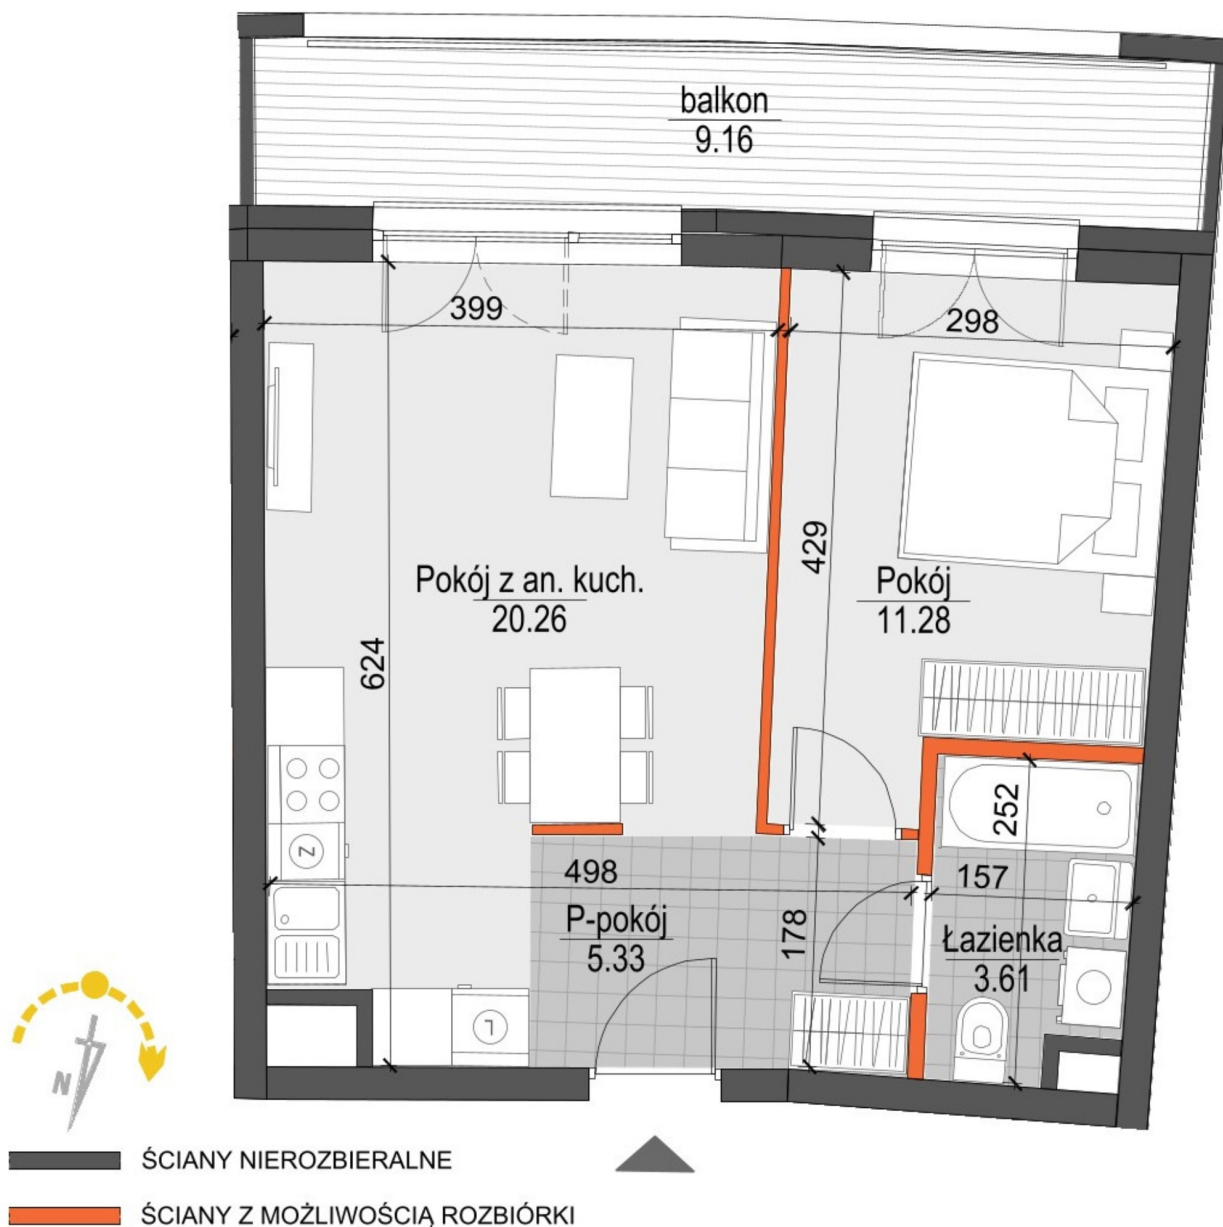 balkon
9.16
399
298
429
Pokój z an. kuch.
20.26
Pokój
11.28
624
252
Z
498
157
P-pokój
5.33
178
Łazienka
3.61
L
N
ŚCIANY NIEROZBIERALNE
ŚCIANY Z MOŻLIWOŚCIĄ ROZBIÓRKI